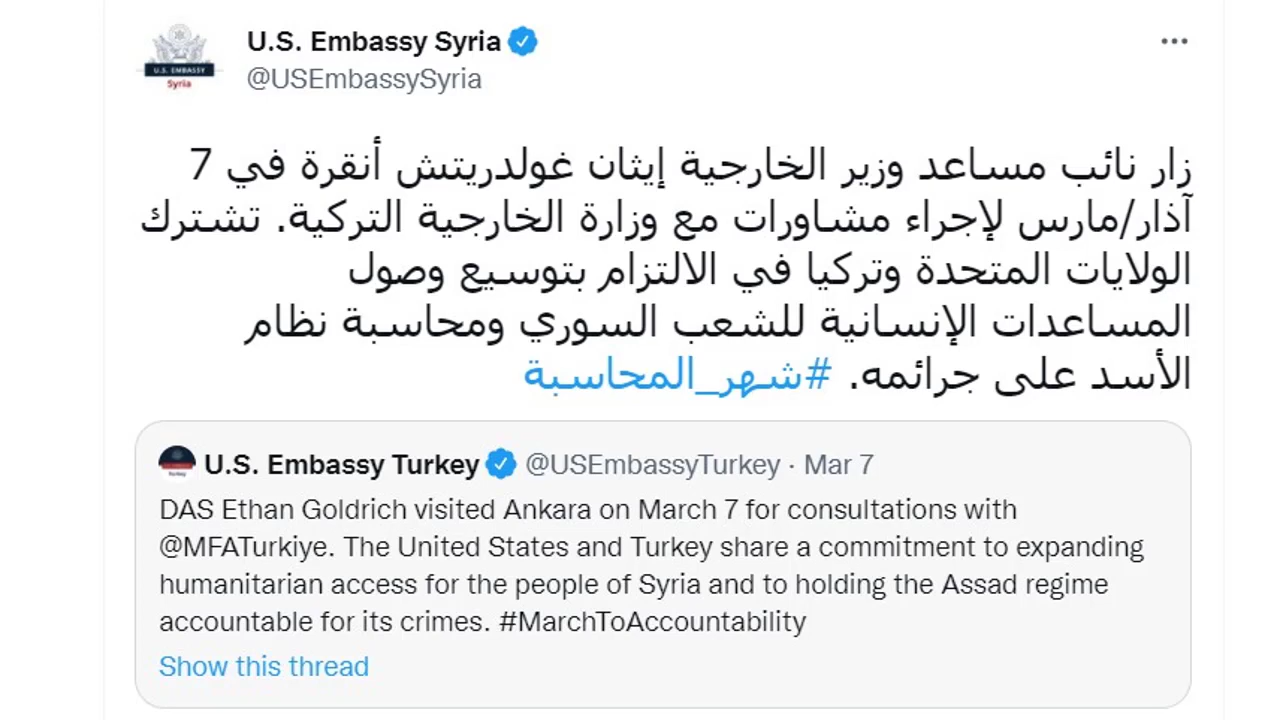 U.S. Embassy Syria
@USEmbassySyria
U.S. EMBASSY
Syria
زار نائب مساعد وزير الخارجية إيثان غولدريتش أنقرة في 7
آذار/مارس لإجراء مشاورات مع وزارة الخارجية التركية. تشترك
الولايات المتحدة وتركيا في الالتزام بتوسيع وصول
المساعدات الإنسانية للشعب السوري ومحاسبة نظام
الأسد على جرائمه. #شهر_المحاسبة
U.S. Embassy Turkey @USEmbassyTurkey · Mar 7
DAS Ethan Goldrich visited Ankara on March 7 for consultations with
@MFATurkiye. The United States and Turkey share a commitment to expanding
humanitarian access for the people of Syria and to holding the Assad regime
accountable for its crimes. #MarchToAccountability
Show this thread